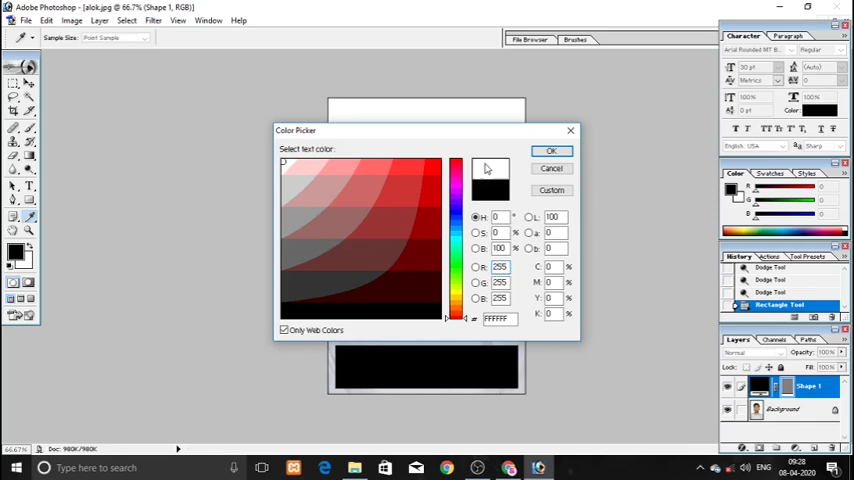 Adobe Photoshop - [alok.jpg @ 66.7% (Shape 1, RGB)]
File Edit Image Layer Select Filter View Window Help
Sample Size: Point Sample
File Browser Brushes
Character Paragraph
Arial Rounded MT B... Regular
30 pt (Auto)
Metrics 0
100% 100%
0 pt Color:
English: USA Sharp
Color Swatches Styles
R 0
G 0
B 0
History Actions Tool Presets
Dodge Tool
Dodge Tool
Dodge Tool
Rectangle Tool
Layers Channels Paths
Normal Opacity: 100%
Lock: Fill: 100%
Shape 1
Background
Color Picker
Select text color:
OK
Cancel
Custom
H: 0 ° L: 100
S: 0 % a: 0
B: 100 % b: 0
R: 255 C: 0 %
G: 255 M: 0 %
B: 255 Y: 0 %
# FFFFFF K: 0 %
Only Web Colors
66.67% Doc: 980K/980K
Type here to search
ENG
09:28
08-04-2020